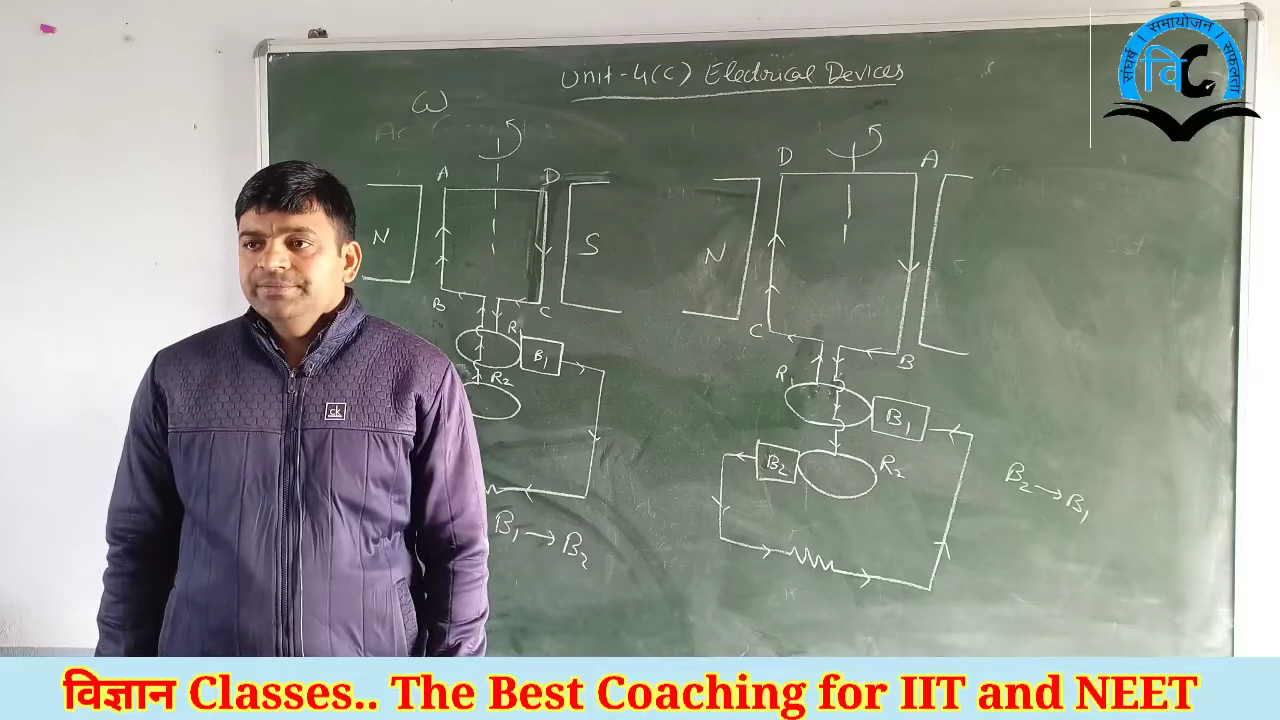 संघर्ष । समायोजन । सफलता
वि
Unit-4(C) Electrical Devices
ω
A D
N S
B C
R
B1
R2
B1 → B2
D A
N
C B
R1
B1
B2 R2
B2 → B1
ck
विज्ञान Classes.. The Best Coaching for IIT and NEET